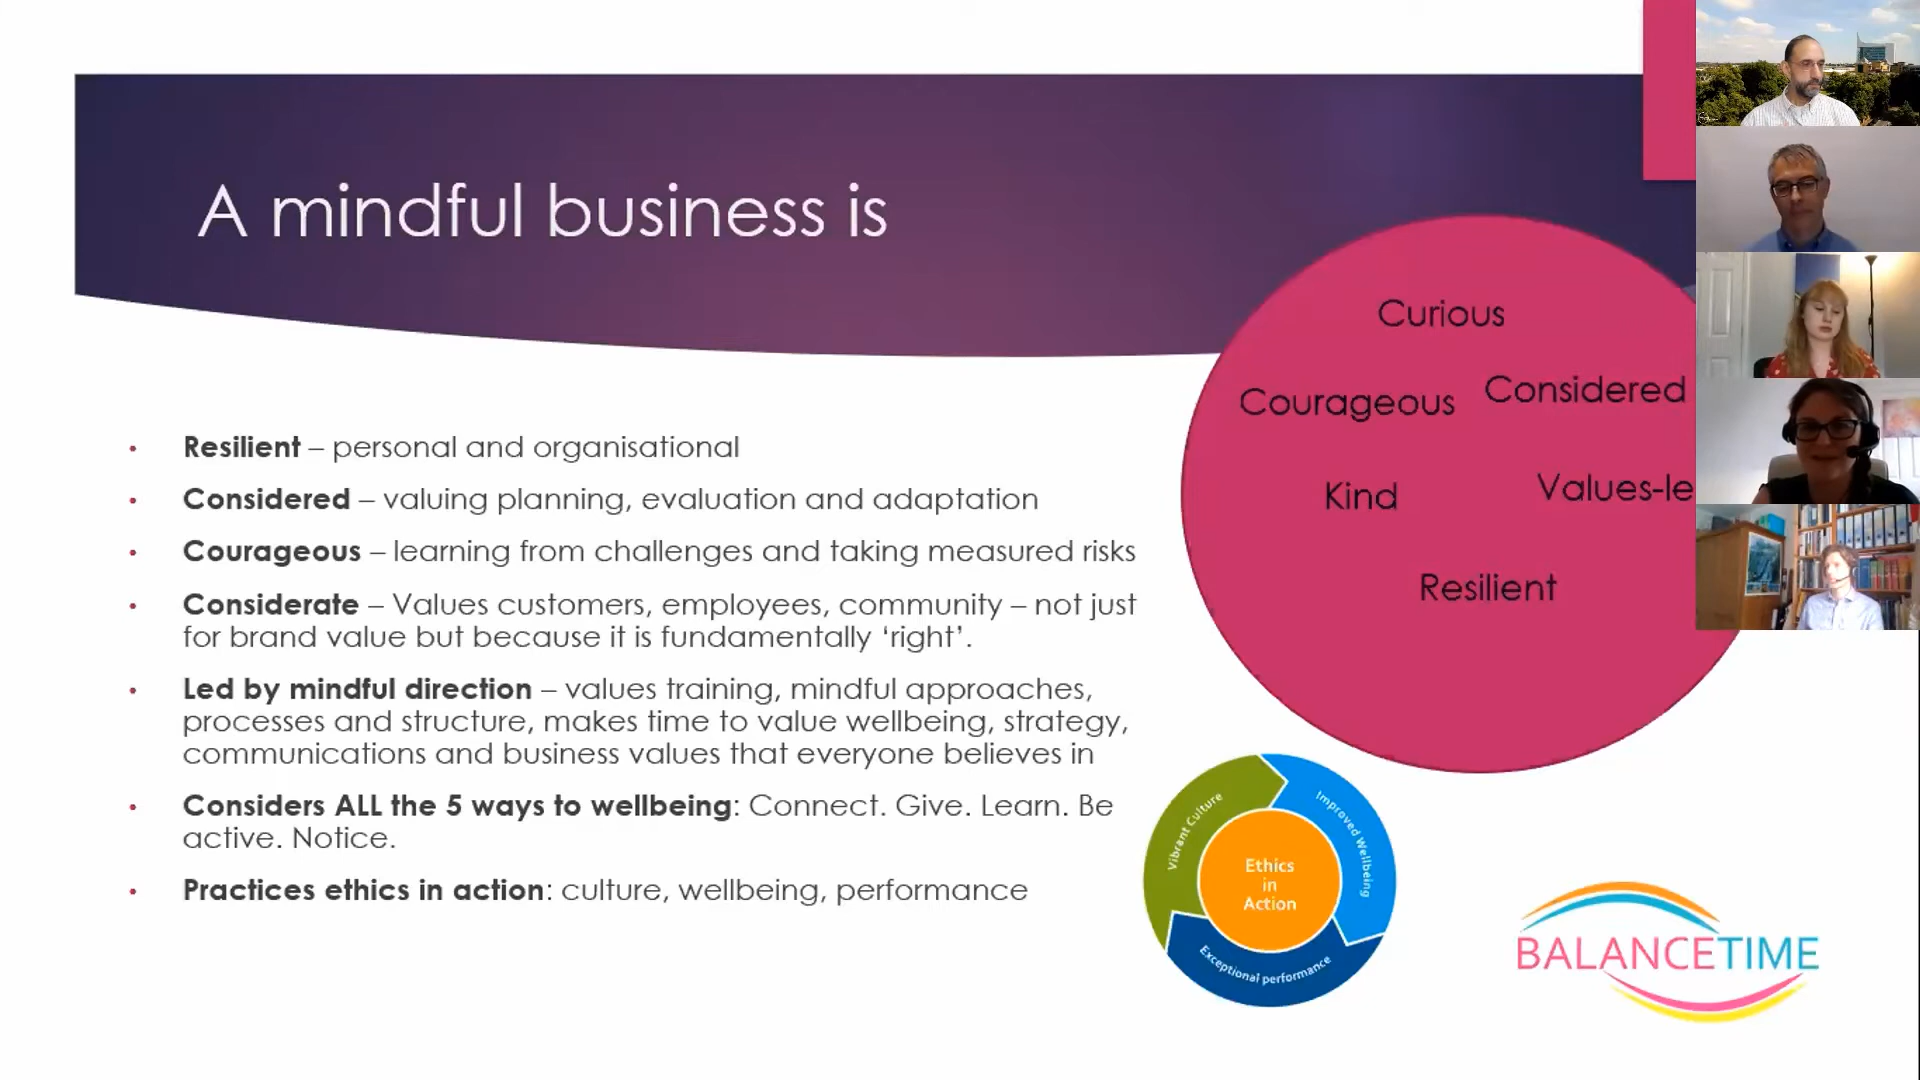 A mindful business is
Curious
Courageous
Considered
Kind
Values-le
Resilient
• Resilient – personal and organisational
• Considered – valuing planning, evaluation and adaptation
• Courageous – learning from challenges and taking measured risks
• Considerate – Values customers, employees, community – not just
for brand value but because it is fundamentally ‘right’.
• Led by mindful direction – values training, mindful approaches,
processes and structure, makes time to value wellbeing, strategy,
communications and business values that everyone believes in
• Considers ALL the 5 ways to wellbeing: Connect. Give. Learn. Be
active. Notice.
• Practices ethics in action: culture, wellbeing, performance
Vibrant Culture
Improved Wellbeing
Exceptional performance
Ethics
in
Action
BALANCETIME